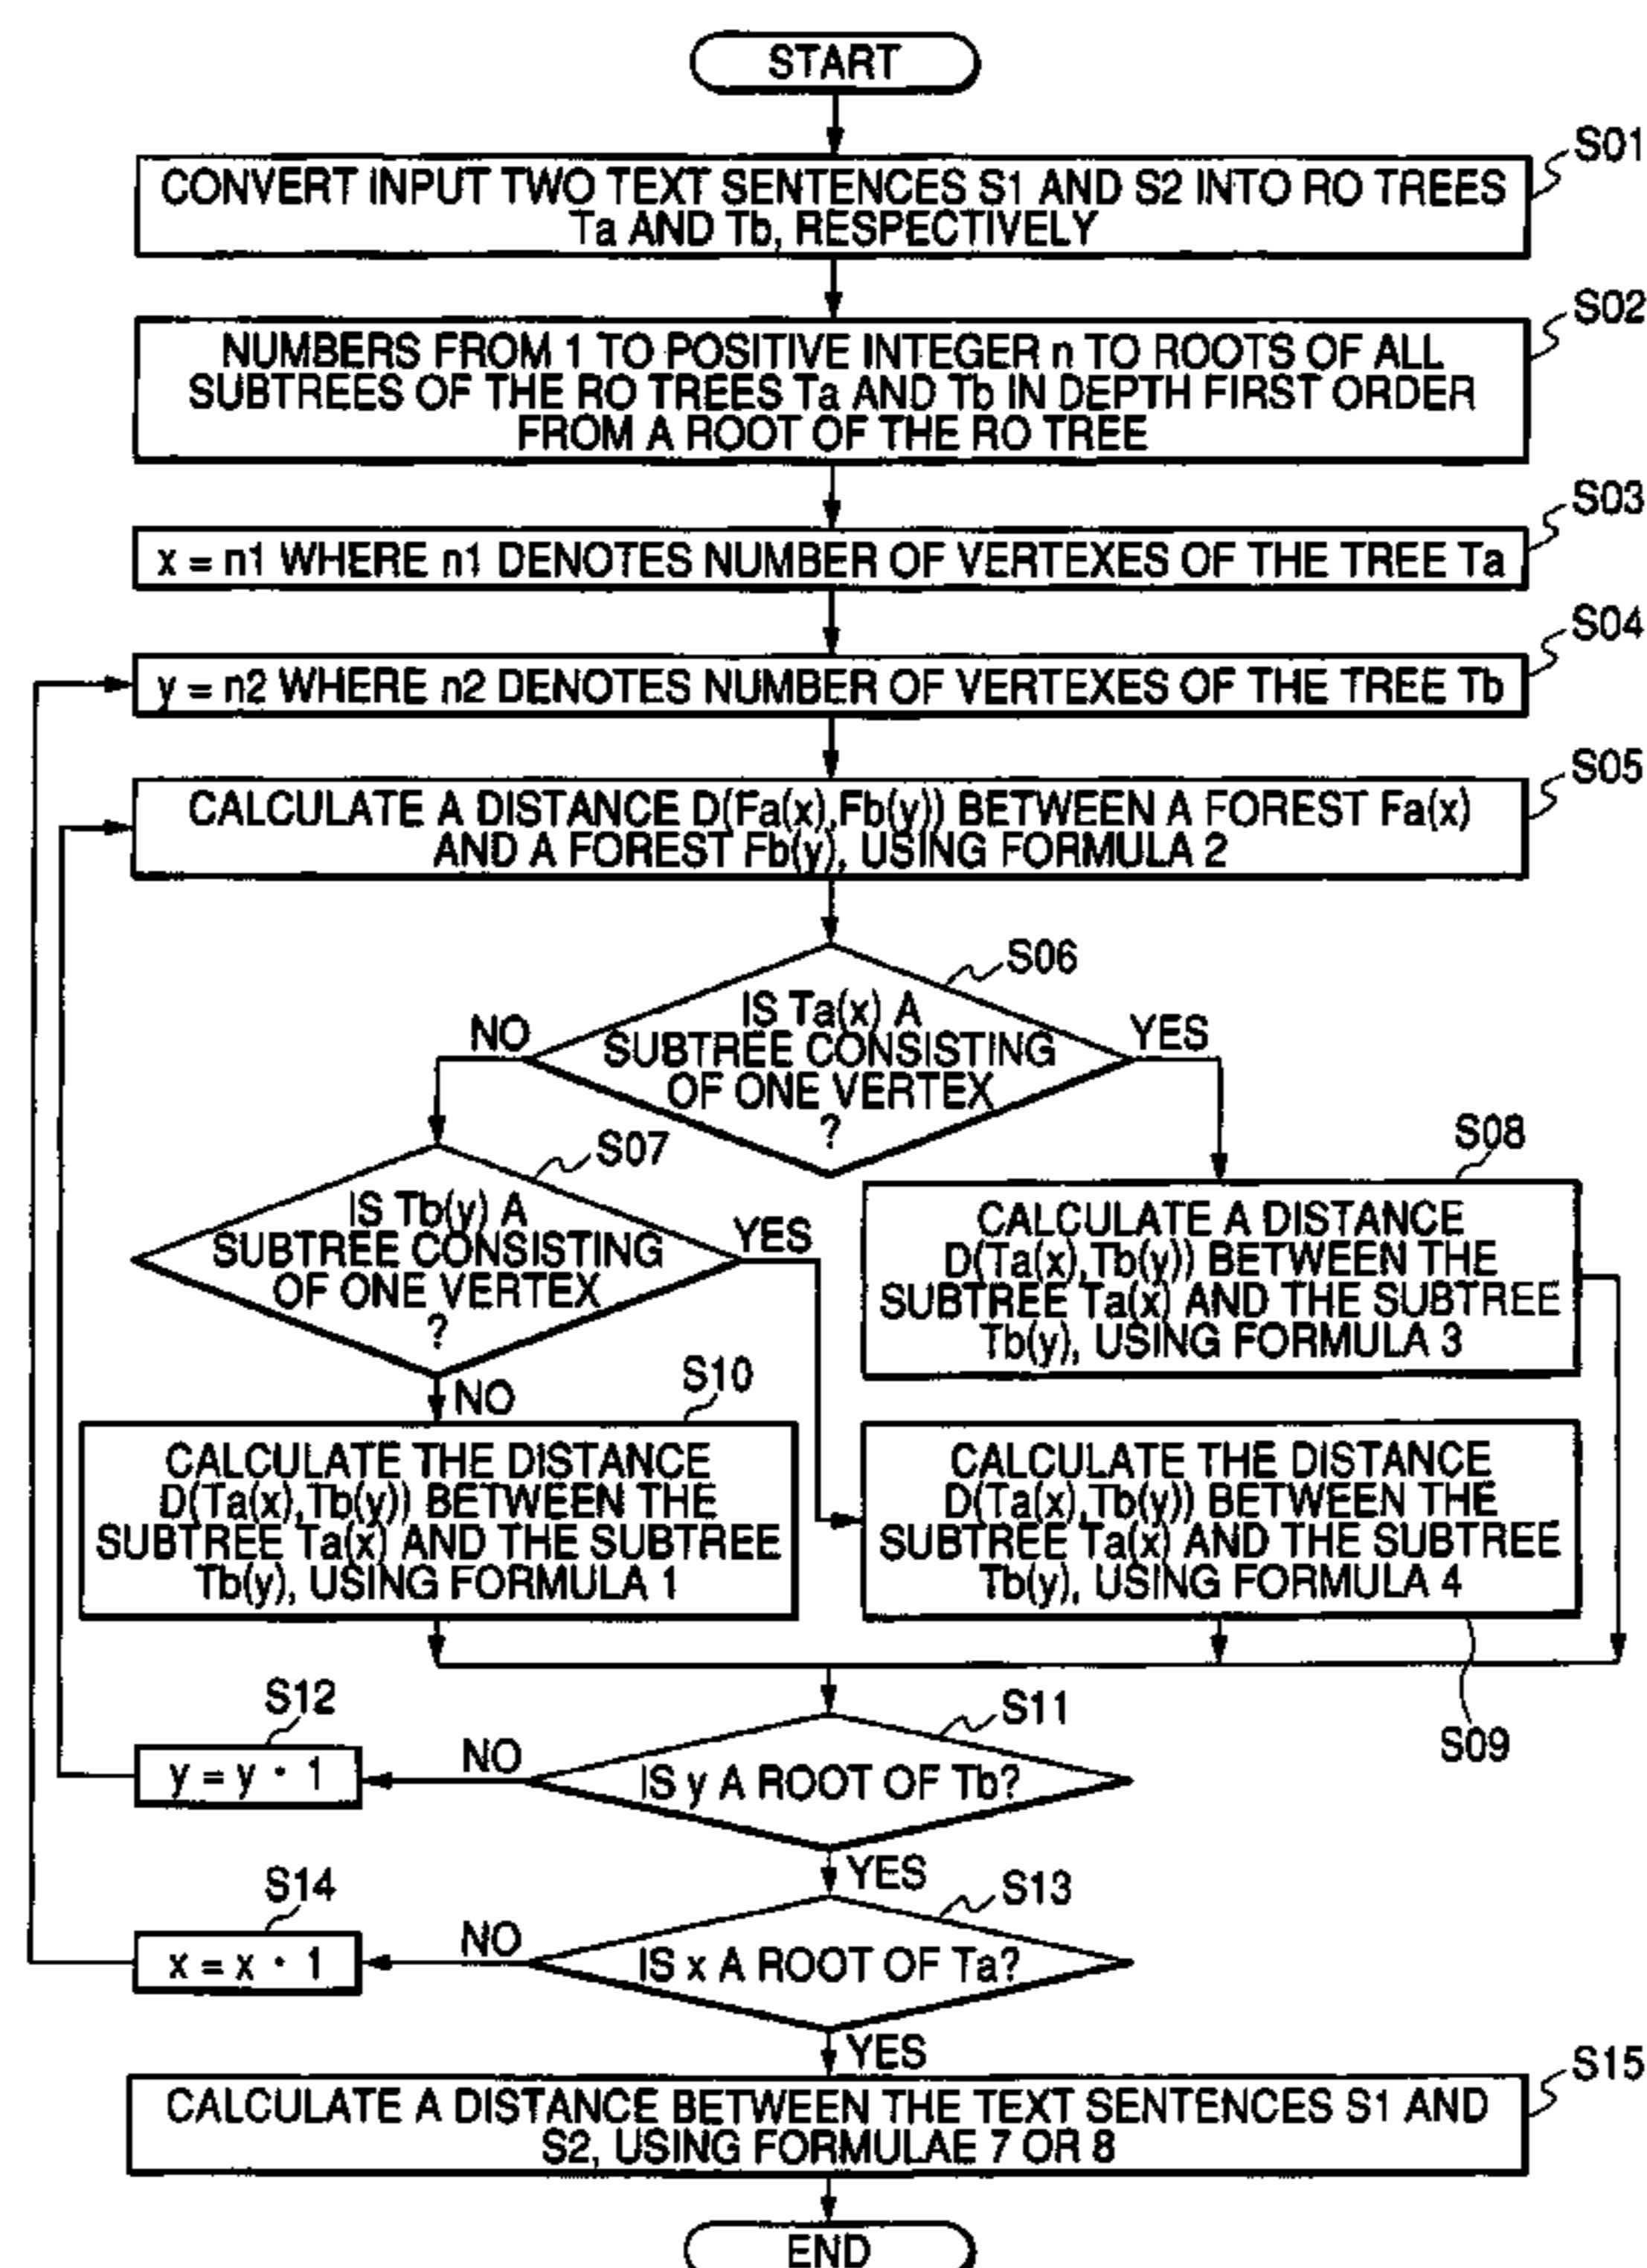 START
S01
CONVERT INPUT TWO TEXT SENTENCES S1 AND S2 INTO RO TREES
Ta AND Tb, RESPECTIVELY
S02
NUMBERS FROM 1 TO POSITIVE INTEGER n TO ROOTS OF ALL
SUBTREES OF THE RO TREES Ta AND Tb IN DEPTH FIRST ORDER
FROM A ROOT OF THE RO TREE
S03
x = n1 WHERE n1 DENOTES NUMBER OF VERTEXES OF THE TREE Ta
S04
y = n2 WHERE n2 DENOTES NUMBER OF VERTEXES OF THE TREE Tb
S05
CALCULATE A DISTANCE D(Fa(x),Fb(y)) BETWEEN A FOREST Fa(x)
AND A FOREST Fb(y), USING FORMULA 2
S06
IS Ta(x) A
SUBTREE CONSISTING
OF ONE VERTEX
?
NO
YES
S07
IS Tb(y) A
SUBTREE CONSISTING
OF ONE VERTEX
?
YES
NO
S08
CALCULATE A DISTANCE
D(Ta(x),Tb(y)) BETWEEN THE
SUBTREE Ta(x) AND THE SUBTREE
Tb(y), USING FORMULA 3
S10
CALCULATE THE DISTANCE
D(Ta(x),Tb(y)) BETWEEN THE
SUBTREE Ta(x) AND THE SUBTREE
Tb(y), USING FORMULA 1
CALCULATE THE DISTANCE
D(Ta(x),Tb(y)) BETWEEN THE
SUBTREE Ta(x) AND THE SUBTREE
Tb(y), USING FORMULA 4
S09
S12
y = y · 1
NO
S11
IS y A ROOT OF Tb?
YES
S14
x = x · 1
NO
S13
IS x A ROOT OF Ta?
YES
S15
CALCULATE A DISTANCE BETWEEN THE TEXT SENTENCES S1 AND
S2, USING FORMULAE 7 OR 8
END